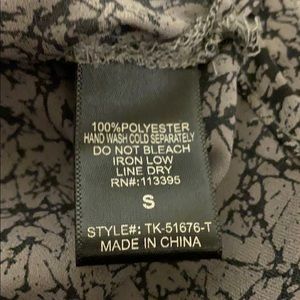 100%POLYESTER
HAND WASH COLD SEPARATELY
DO NOT BLEACH
IRON LOW
LINE DRY
RN#:113395
S
STYLE#: TK-51676-T
MADE IN CHINA